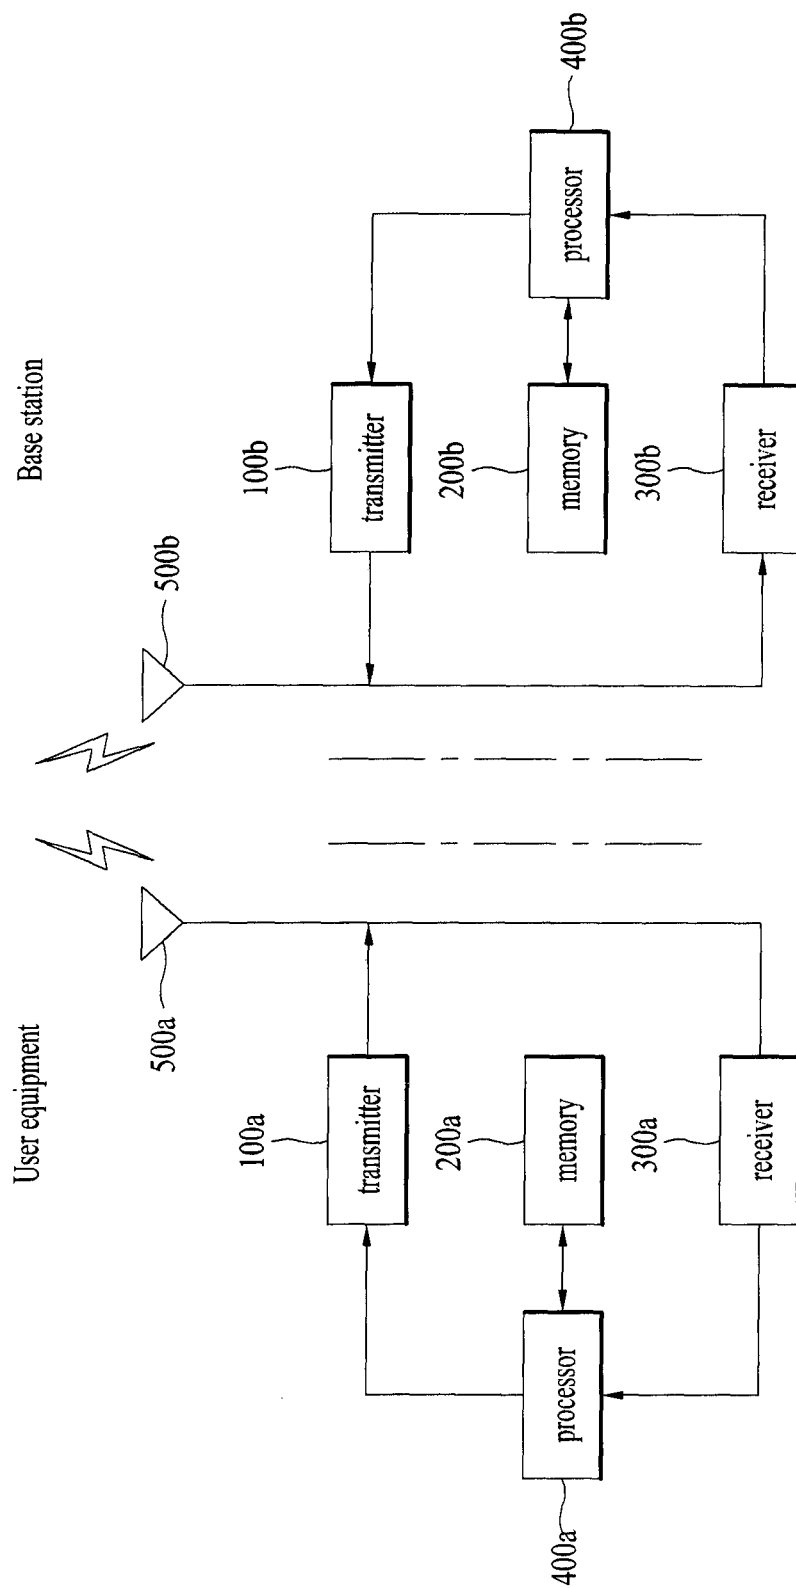 User equipment
Base station
500a
500b
100a
transmitter
100b
transmitter
400a
processor
200a
memory
200b
memory
processor
400b
300a
receiver
300b
receiver